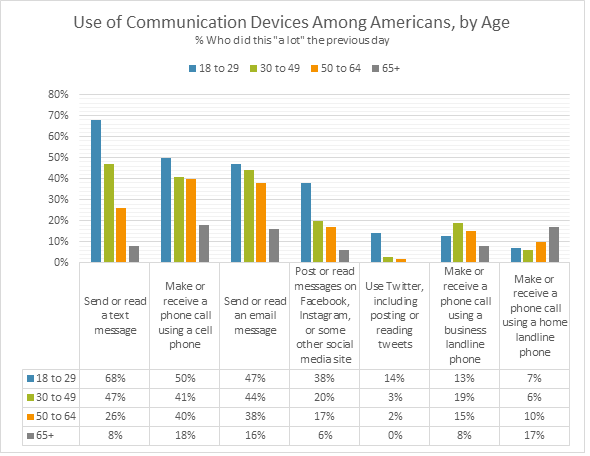 Use of Communication Devices Among Americans, by Age
% Who did this "a lot" the previous day
18 to 29 30 to 49 50 to 64 65+
80%
70%
60%
50%
40%
30%
20%
10%
0%
Send or read
a text
message
Make or
receive a
phone call
using a cell
phone
Send or read
an email
message
Post or read
messages on
Facebook,
Instagram,
or some
other social
media site
Use Twitter,
including
posting or
reading
tweets
Make or
receive a
phone call
using a
business
landline
phone
Make or
receive a
phone call
using a home
landline
phone
18 to 29 68% 50% 47% 38% 14% 13% 7%
30 to 49 47% 41% 44% 20% 3% 19% 6%
50 to 64 26% 40% 38% 17% 2% 15% 10%
65+ 8% 18% 16% 6% 0% 8% 17%